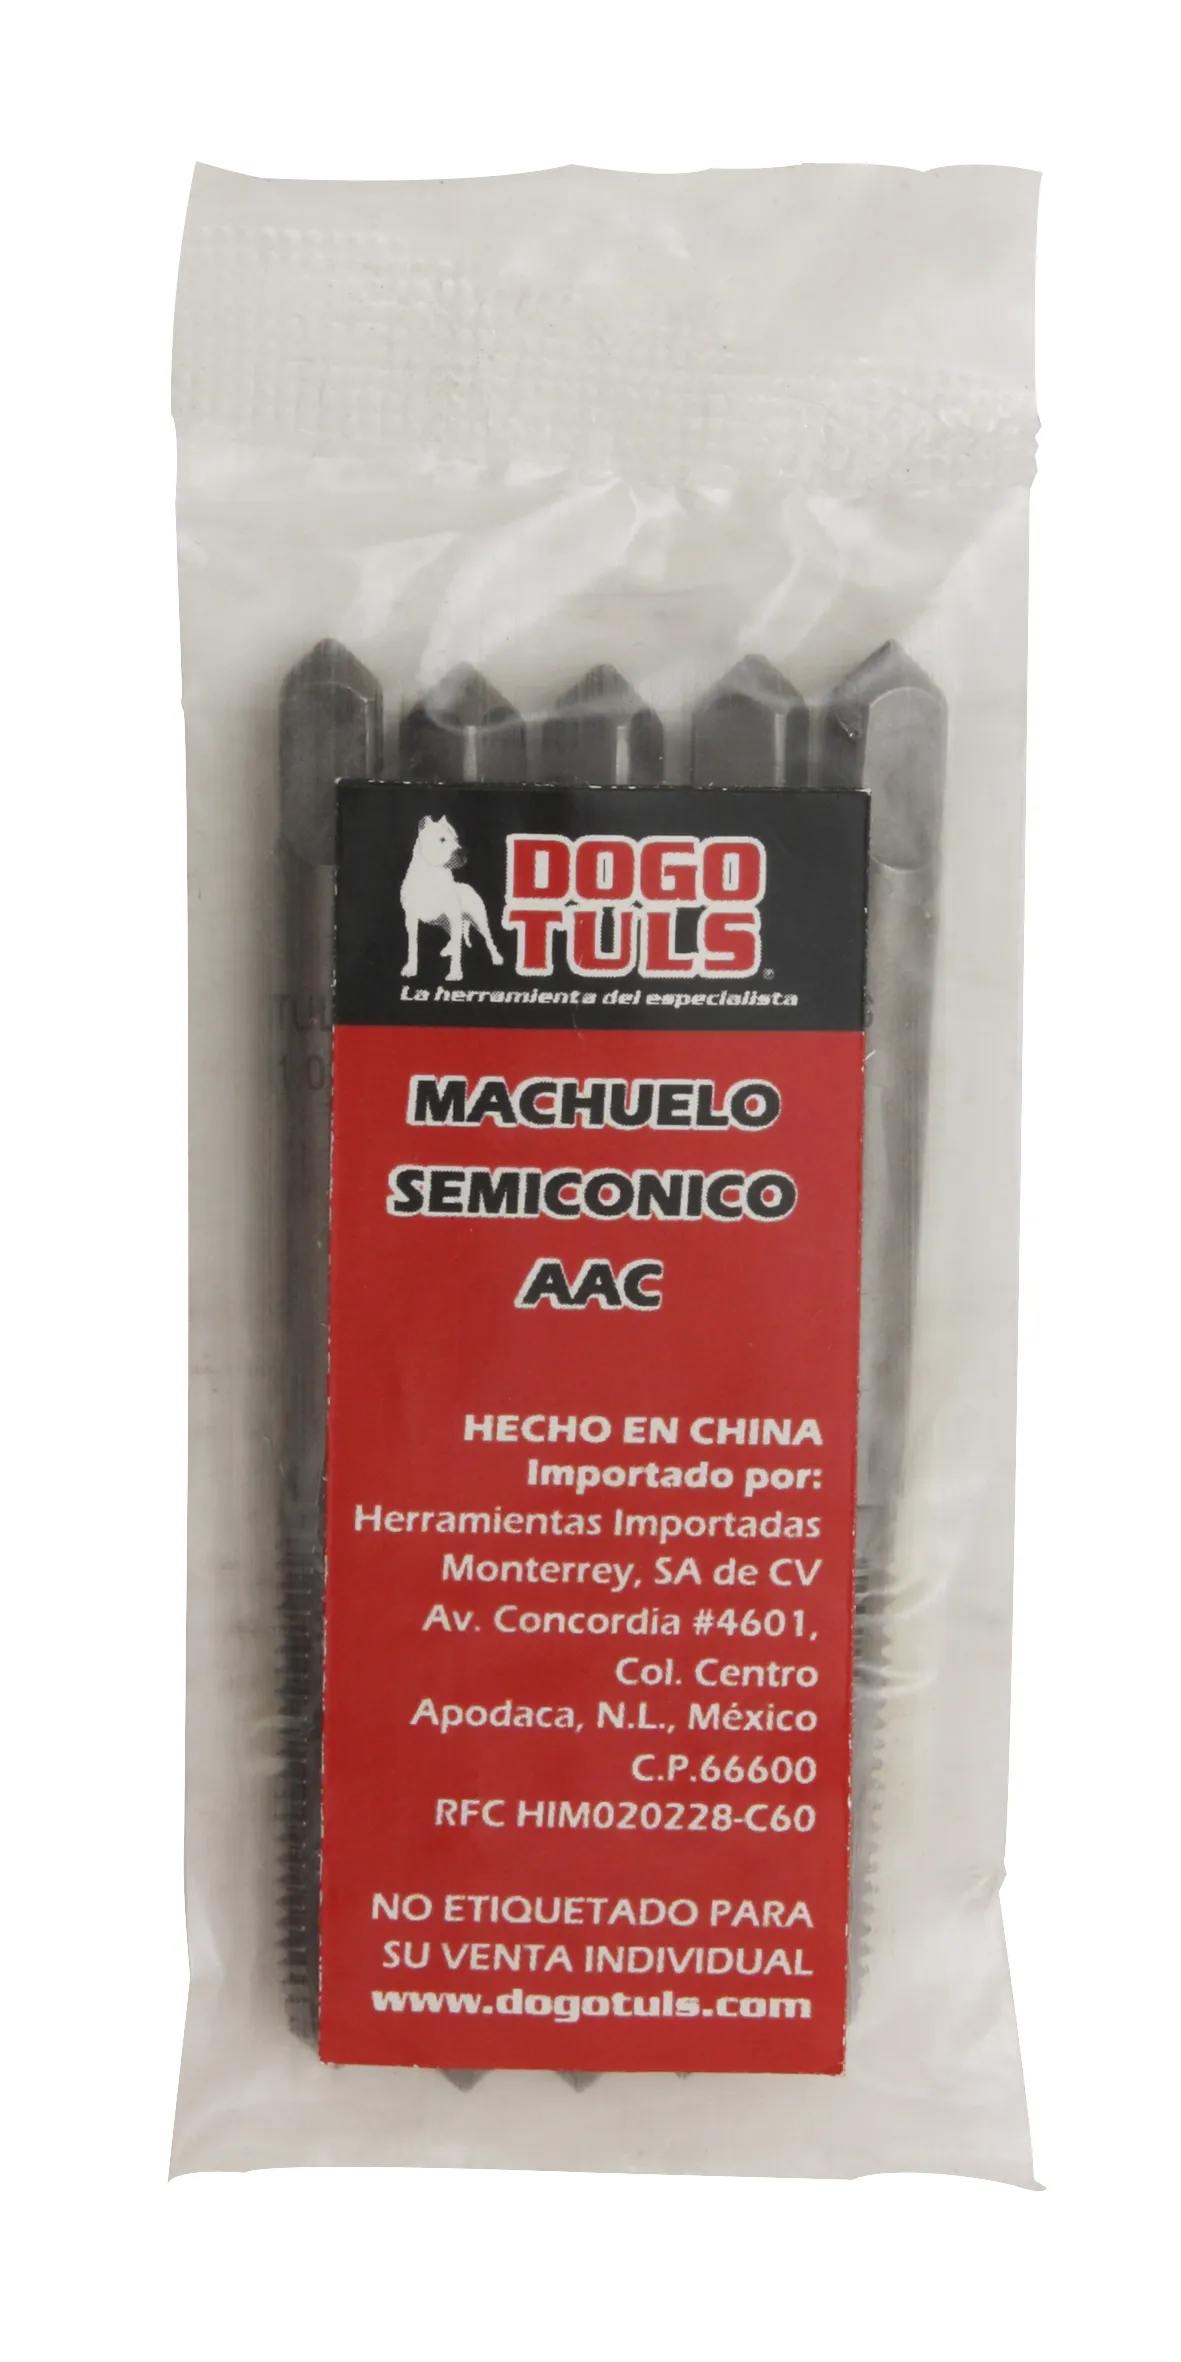 DOGO
TULS®
La herramienta del especialista
MACHUELO
SEMICONICO
AAC
HECHO EN CHINA
Importado por:
Herramientas Importadas
Monterrey, SA de CV
Av. Concordia #4601,
Col. Centro
Apodaca, N.L., México
C.P.66600
RFC HIM020228-C60
NO ETIQUETADO PARA
SU VENTA INDIVIDUAL
www.dogotuls.com